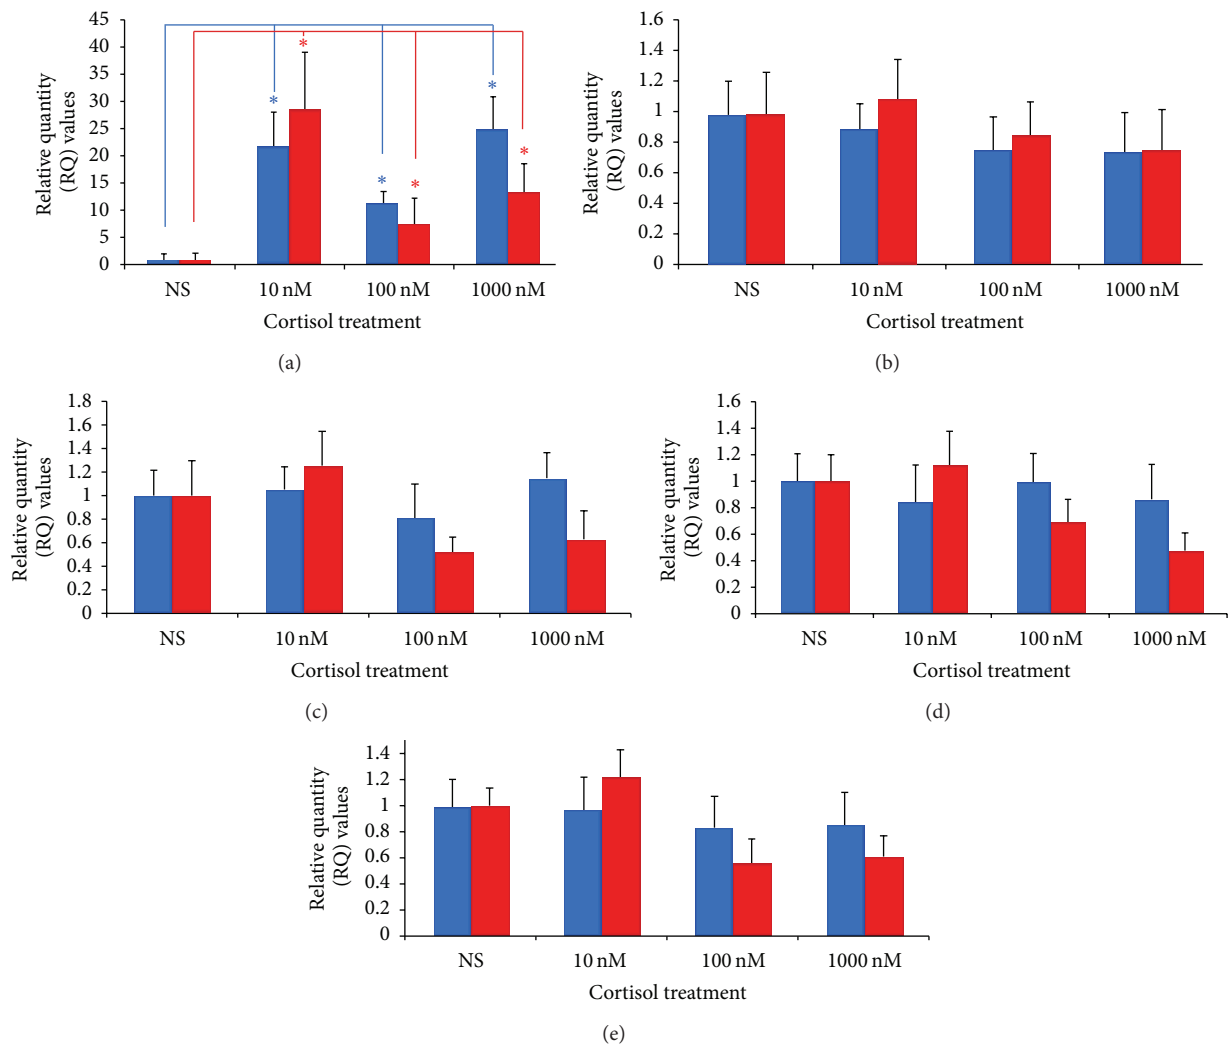 45
40
35
30
25
20
15
10
5
0
Relative quantity
(RQ) values
*
*
*
*
*
*
NS
10 nM
100 nM
1000 nM
Cortisol treatment
(a)
1.6
1.4
1.2
1
0.8
0.6
0.4
0.2
0
Relative quantity
(RQ) values
NS
10 nM
100 nM
1000 nM
Cortisol treatment
(b)
1.8
1.6
1.4
1.2
1
0.8
0.6
0.4
0.2
0
Relative quantity
(RQ) values
NS
10 nM
100 nM
1000 nM
Cortisol treatment
(c)
1.6
1.4
1.2
1
0.8
0.6
0.4
0.2
0
Relative quantity
(RQ) values
NS
10 nM
100 nM
1000 nM
Cortisol treatment
(d)
1.4
1.2
1
0.8
0.6
0.4
0.2
0
Relative quantity
(RQ) values
NS
10 nM
100 nM
1000 nM
Cortisol treatment
(e)